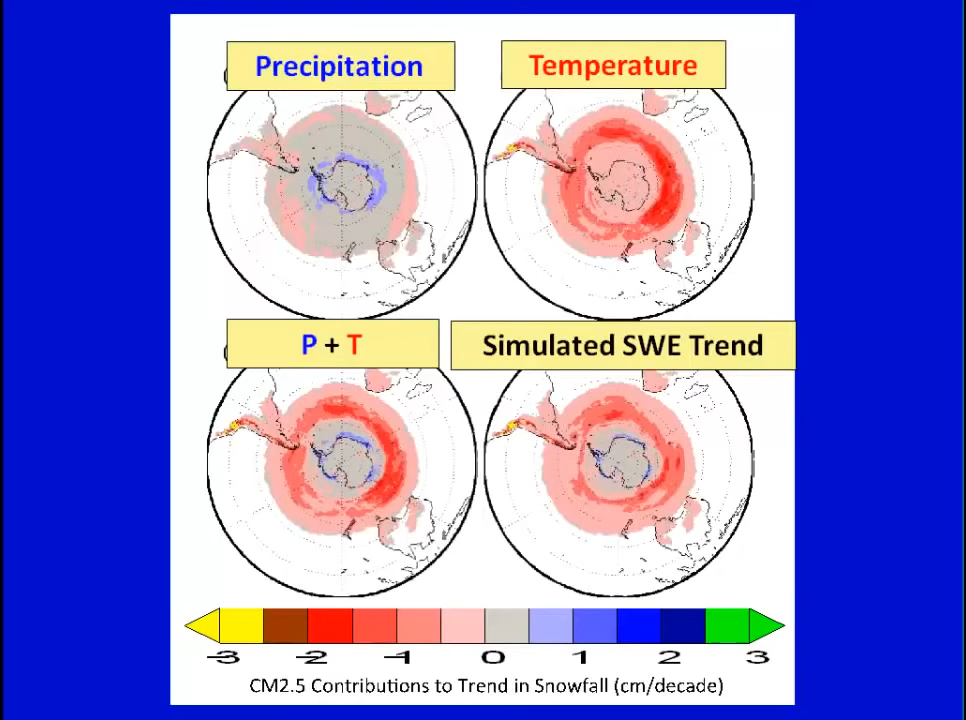 Precipitation
Temperature
P + T
Simulated SWE Trend
-3 -2 -1 0 1 2 3
CM2.5 Contributions to Trend in Snowfall (cm/decade)